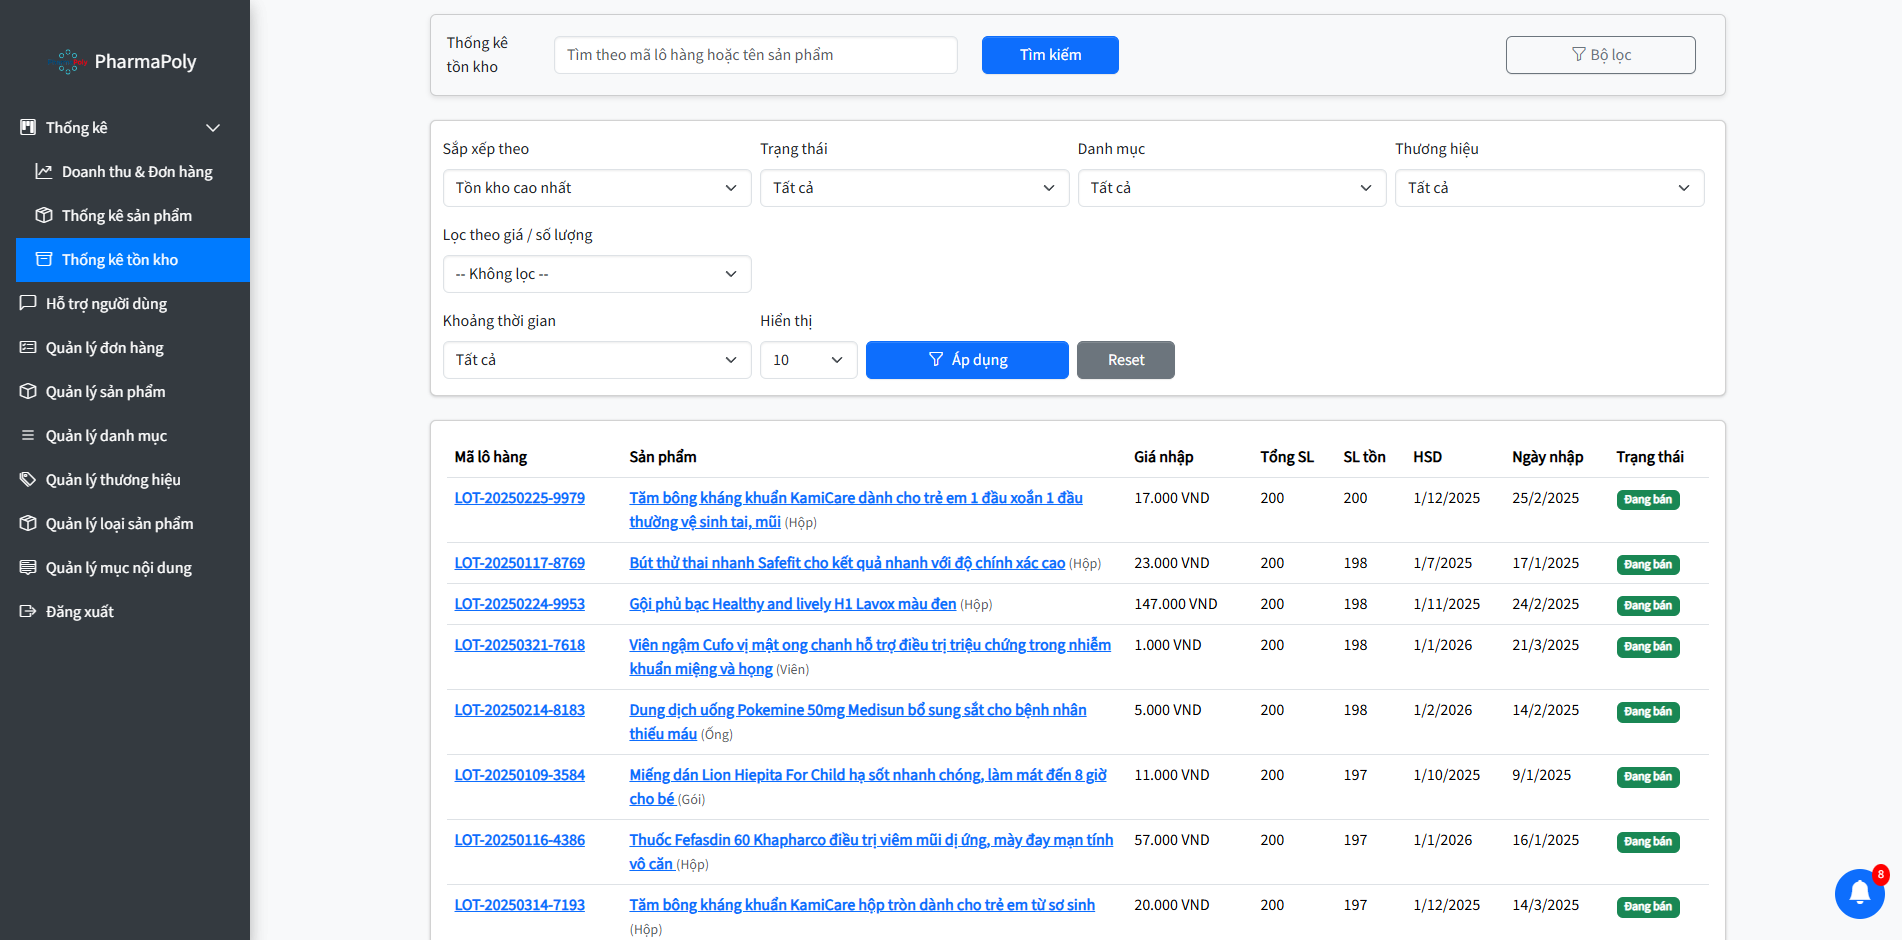 PharmaPoly
Thống kê
Doanh thu & Đơn hàng
Thống kê sản phẩm
Thống kê tồn kho
Hỗ trợ người dùng
Quản lý đơn hàng
Quản lý sản phẩm
Quản lý danh mục
Quản lý thương hiệu
Quản lý loại sản phẩm
Quản lý mục nội dung
Đăng xuất
Thống kê
tồn kho
Tìm theo mã lô hàng hoặc tên sản phẩm
Tìm kiếm
Bộ lọc
Sắp xếp theo Trạng thái Danh mục Thương hiệu
Tồn kho cao nhất Tất cả Tất cả Tất cả
Lọc theo giá / số lượng
-- Không lọc --
Khoảng thời gian Hiển thị
Tất cả 10 Áp dụng Reset
Mã lô hàng Sản phẩm Giá nhập Tổng SL SL tồn HSD Ngày nhập Trạng thái
LOT-20250225-9979 Tăm bông kháng khuẩn KamiCare dành cho trẻ em 1 đầu xoắn 1 đầu 17.000 VND 200 200 1/12/2025 25/2/2025 Đang bán
thường vệ sinh tai, mũi (Hộp)
LOT-20250117-8769 Bút thử thai nhanh Safefit cho kết quả nhanh với độ chính xác cao (Hộp) 23.000 VND 200 198 1/7/2025 17/1/2025 Đang bán
LOT-20250224-9953 Gội phủ bạc Healthy and lively H1 Lavox màu đen (Hộp) 147.000 VND 200 198 1/11/2025 24/2/2025 Đang bán
LOT-20250321-7618 Viên ngậm Cufo vị mật ong chanh hỗ trợ điều trị triệu chứng trong nhiễm 1.000 VND 200 198 1/1/2026 21/3/2025 Đang bán
khuẩn miệng và họng (Viên)
LOT-20250214-8183 Dung dịch uống Pokemine 50mg Medisun bổ sung sắt cho bệnh nhân 5.000 VND 200 198 1/2/2026 14/2/2025 Đang bán
thiếu máu (Ống)
LOT-20250109-3584 Miếng dán Lion Hiepita For Child hạ sốt nhanh chóng, làm mát đến 8 giờ 11.000 VND 200 197 1/10/2025 9/1/2025 Đang bán
cho bé (Gói)
LOT-20250116-4386 Thuốc Fefasdin 60 Khapharco điều trị viêm mũi dị ứng, mày đay mạn tính 57.000 VND 200 197 1/1/2026 16/1/2025 Đang bán
vô căn (Hộp)
LOT-20250314-7193 Tăm bông kháng khuẩn KamiCare hộp tròn dành cho trẻ em từ sơ sinh 20.000 VND 200 197 1/12/2025 14/3/2025 Đang bán
(Hộp)
8